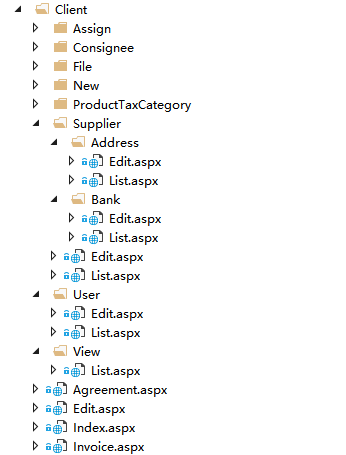 Client
Assign
Consignee
File
New
ProductTaxCategory
Supplier
Address
Edit.aspx
List.aspx
Bank
Edit.aspx
List.aspx
Edit.aspx
List.aspx
User
Edit.aspx
List.aspx
View
List.aspx
Agreement.aspx
Edit.aspx
Index.aspx
Invoice.aspx